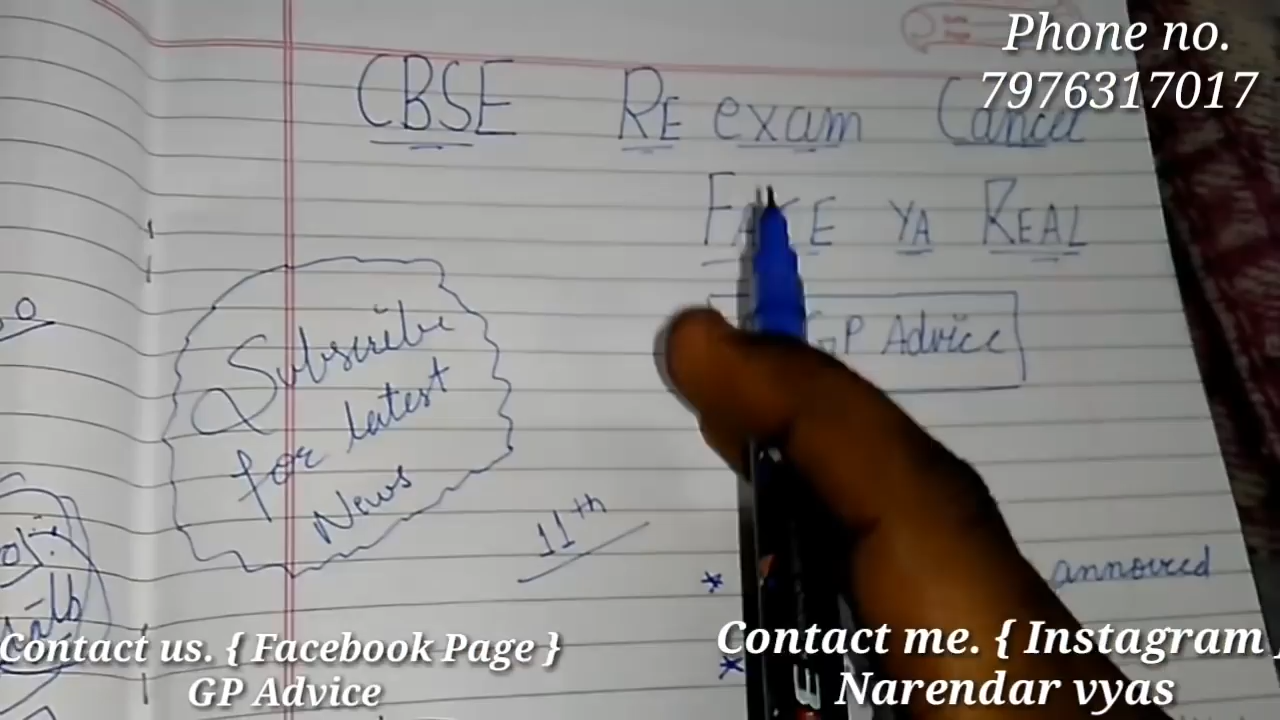 Phone no.
7976317017
CBSE RE exam Cancel
FAKE YA REAL
GP Advice
Subscribe
for latest
News
11th
annouced
Contact us. { Facebook Page }
GP Advice
Contact me. { Instagram }
Narendar vyas